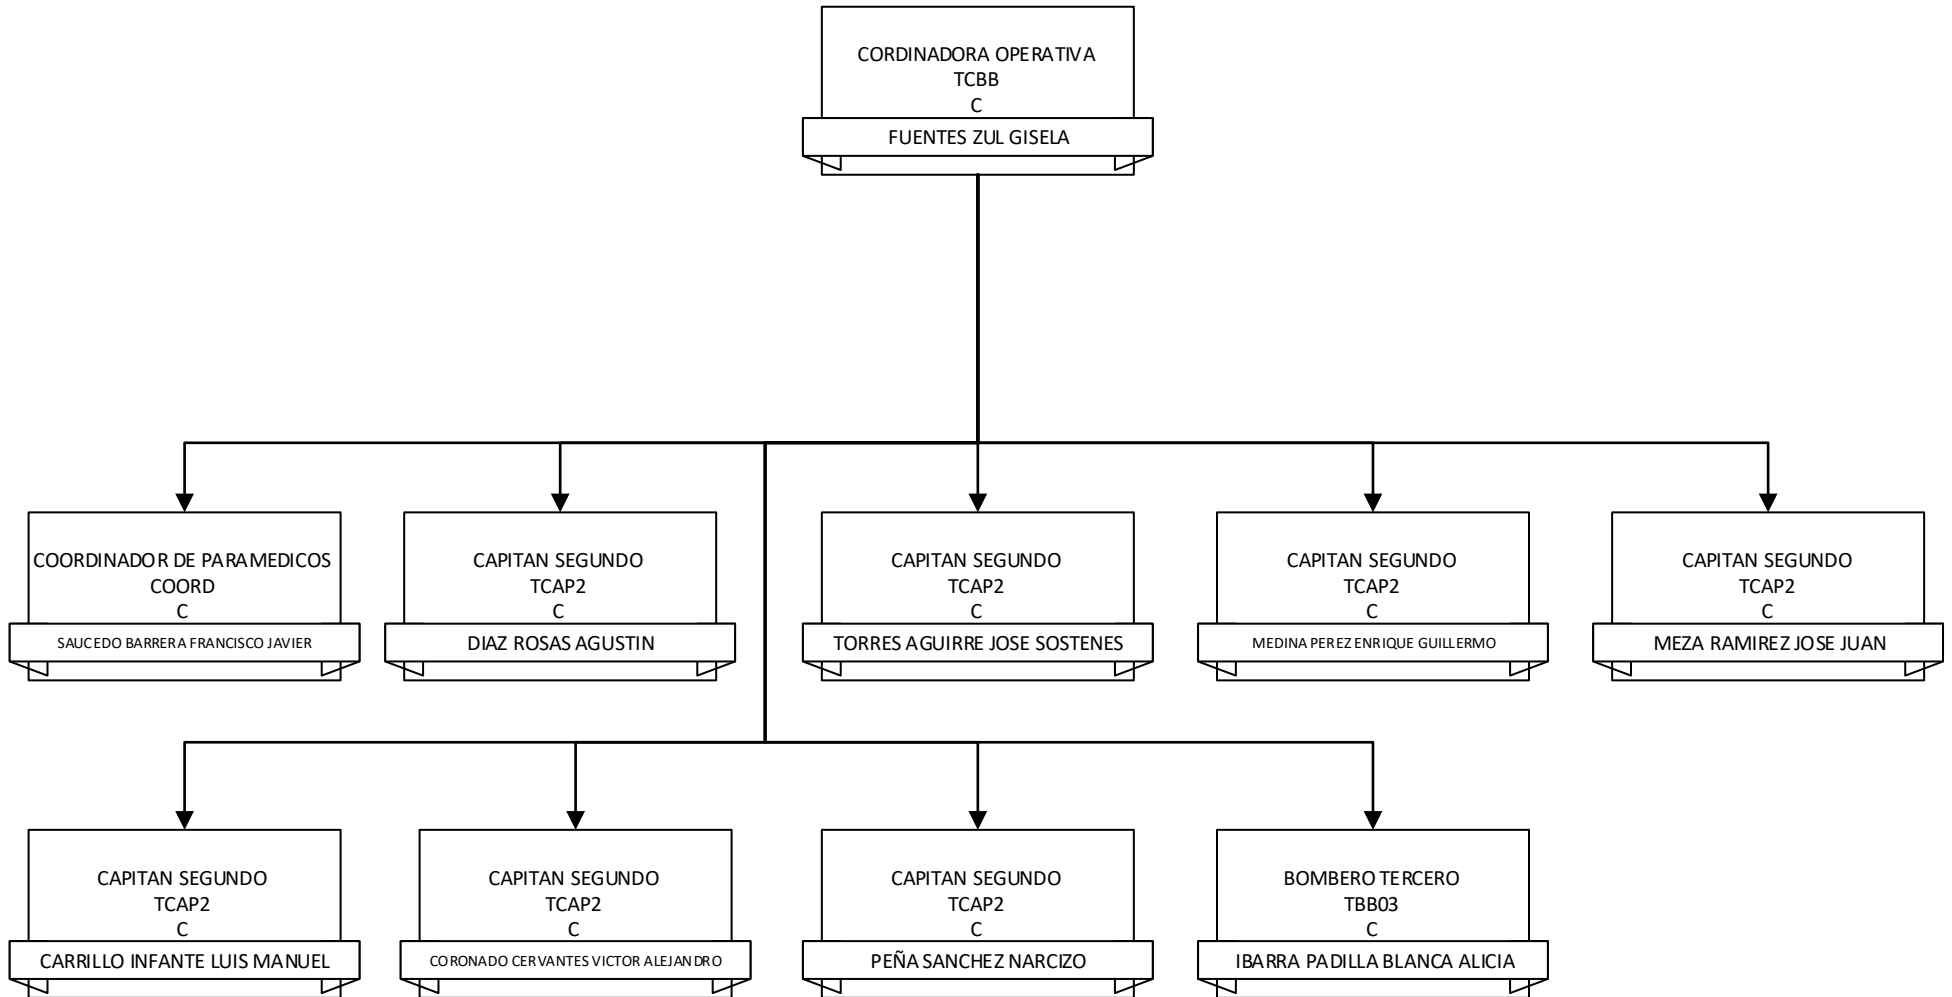 CORDINADORA OPERATIVA
TCBB
C
FUENTES ZUL GISELA
COORDINADOR DE PARAMEDICOS
COORD
C
SAUCEDO BARRERA FRANCISCO JAVIER
CAPITAN SEGUNDO
TCAP2
C
DIAZ ROSAS AGUSTIN
CAPITAN SEGUNDO
TCAP2
C
TORRES AGUIRRE JOSE SOSTENES
CAPITAN SEGUNDO
TCAP2
C
MEDINA PEREZ ENRIQUE GUILLERMO
CAPITAN SEGUNDO
TCAP2
C
MEZA RAMIREZ JOSE JUAN
CAPITAN SEGUNDO
TCAP2
C
CARRILLO INFANTE LUIS MANUEL
CAPITAN SEGUNDO
TCAP2
C
CORONADO CERVANTES VICTOR ALEJANDRO
CAPITAN SEGUNDO
TCAP2
C
PEÑA SANCHEZ NARCIZO
BOMBERO TERCERO
TBB03
C
IBARRA PADILLA BLANCA ALICIA